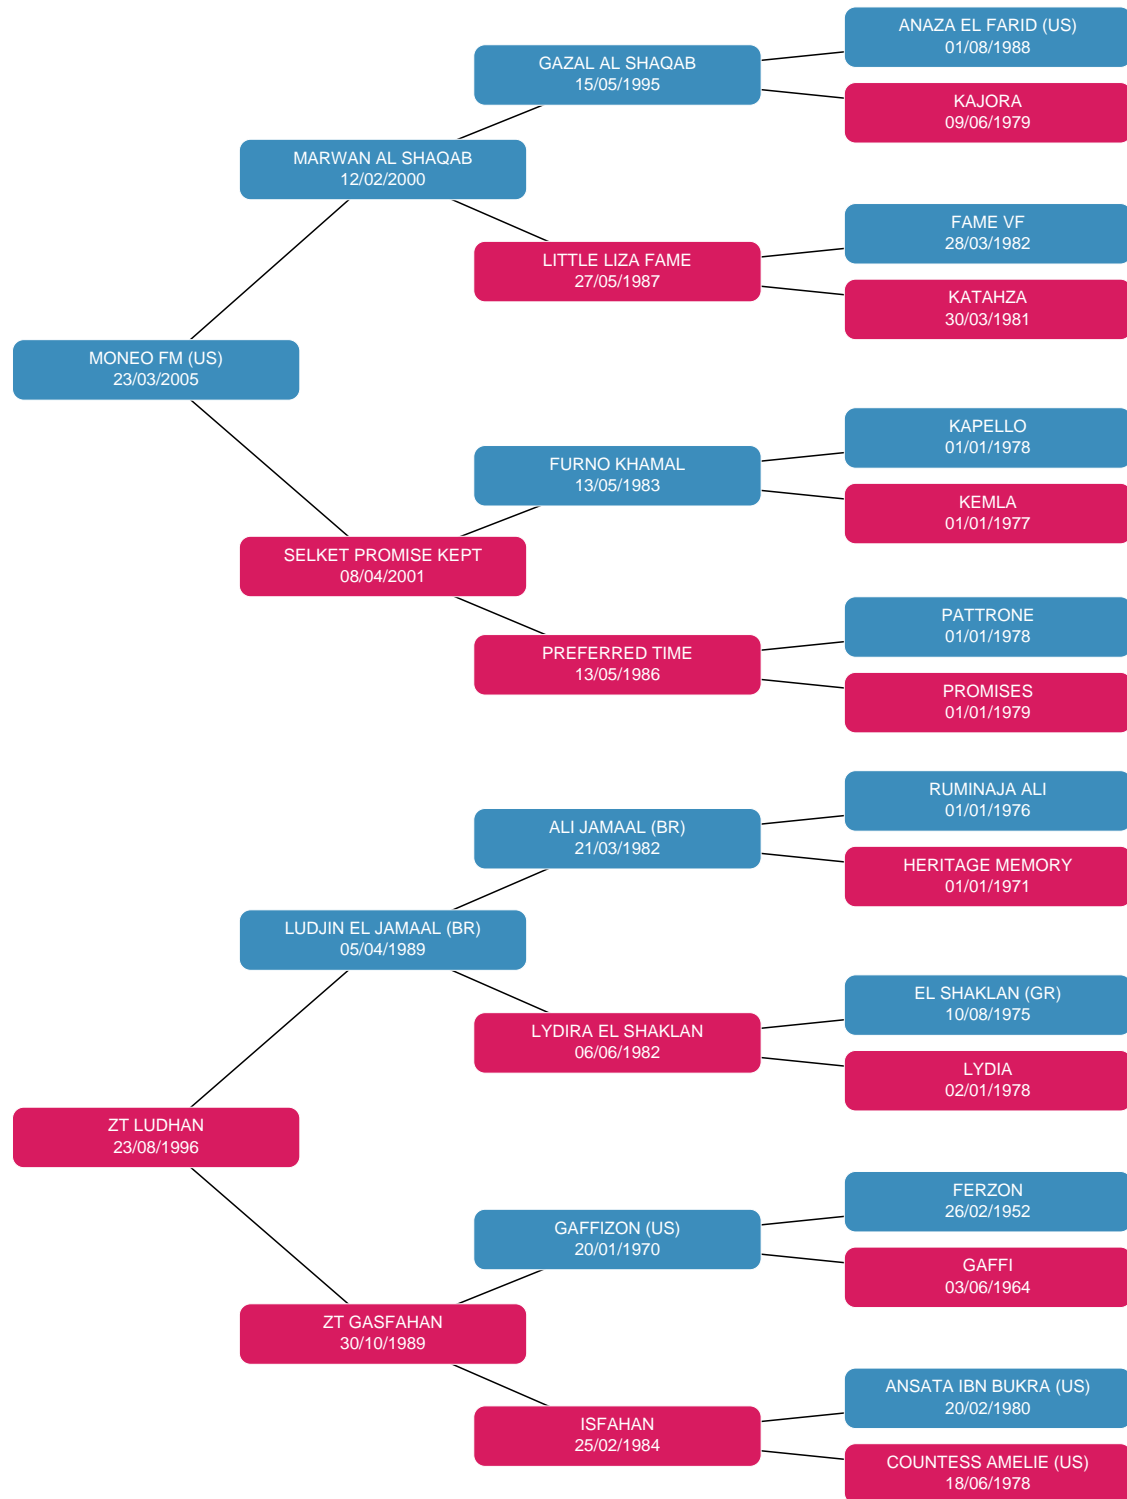 ANAZA EL FARID (US)
01/08/1988
GAZAL AL SHAQAB
15/05/1995
KAJORA
09/06/1979
MARWAN AL SHAQAB
12/02/2000
FAME VF
28/03/1982
LITTLE LIZA FAME
27/05/1987
KATAHZA
30/03/1981
MONEO FM (US)
23/03/2005
KAPELLO
01/01/1978
FURNO KHAMAL
13/05/1983
KEMLA
01/01/1977
SELKET PROMISE KEPT
08/04/2001
PATTRONE
01/01/1978
PREFERRED TIME
13/05/1986
PROMISES
01/01/1979
RUMINAJA ALI
01/01/1976
ALI JAMAAL (BR)
21/03/1982
HERITAGE MEMORY
01/01/1971
LUDJIN EL JAMAAL (BR)
05/04/1989
EL SHAKLAN (GR)
10/08/1975
LYDIRA EL SHAKLAN
06/06/1982
LYDIA
02/01/1978
ZT LUDHAN
23/08/1996
FERZON
26/02/1952
GAFFIZON (US)
20/01/1970
GAFFI
03/06/1964
ZT GASFAHAN
30/10/1989
ANSATA IBN BUKRA (US)
20/02/1980
ISFAHAN
25/02/1984
COUNTESS AMELIE (US)
18/06/1978